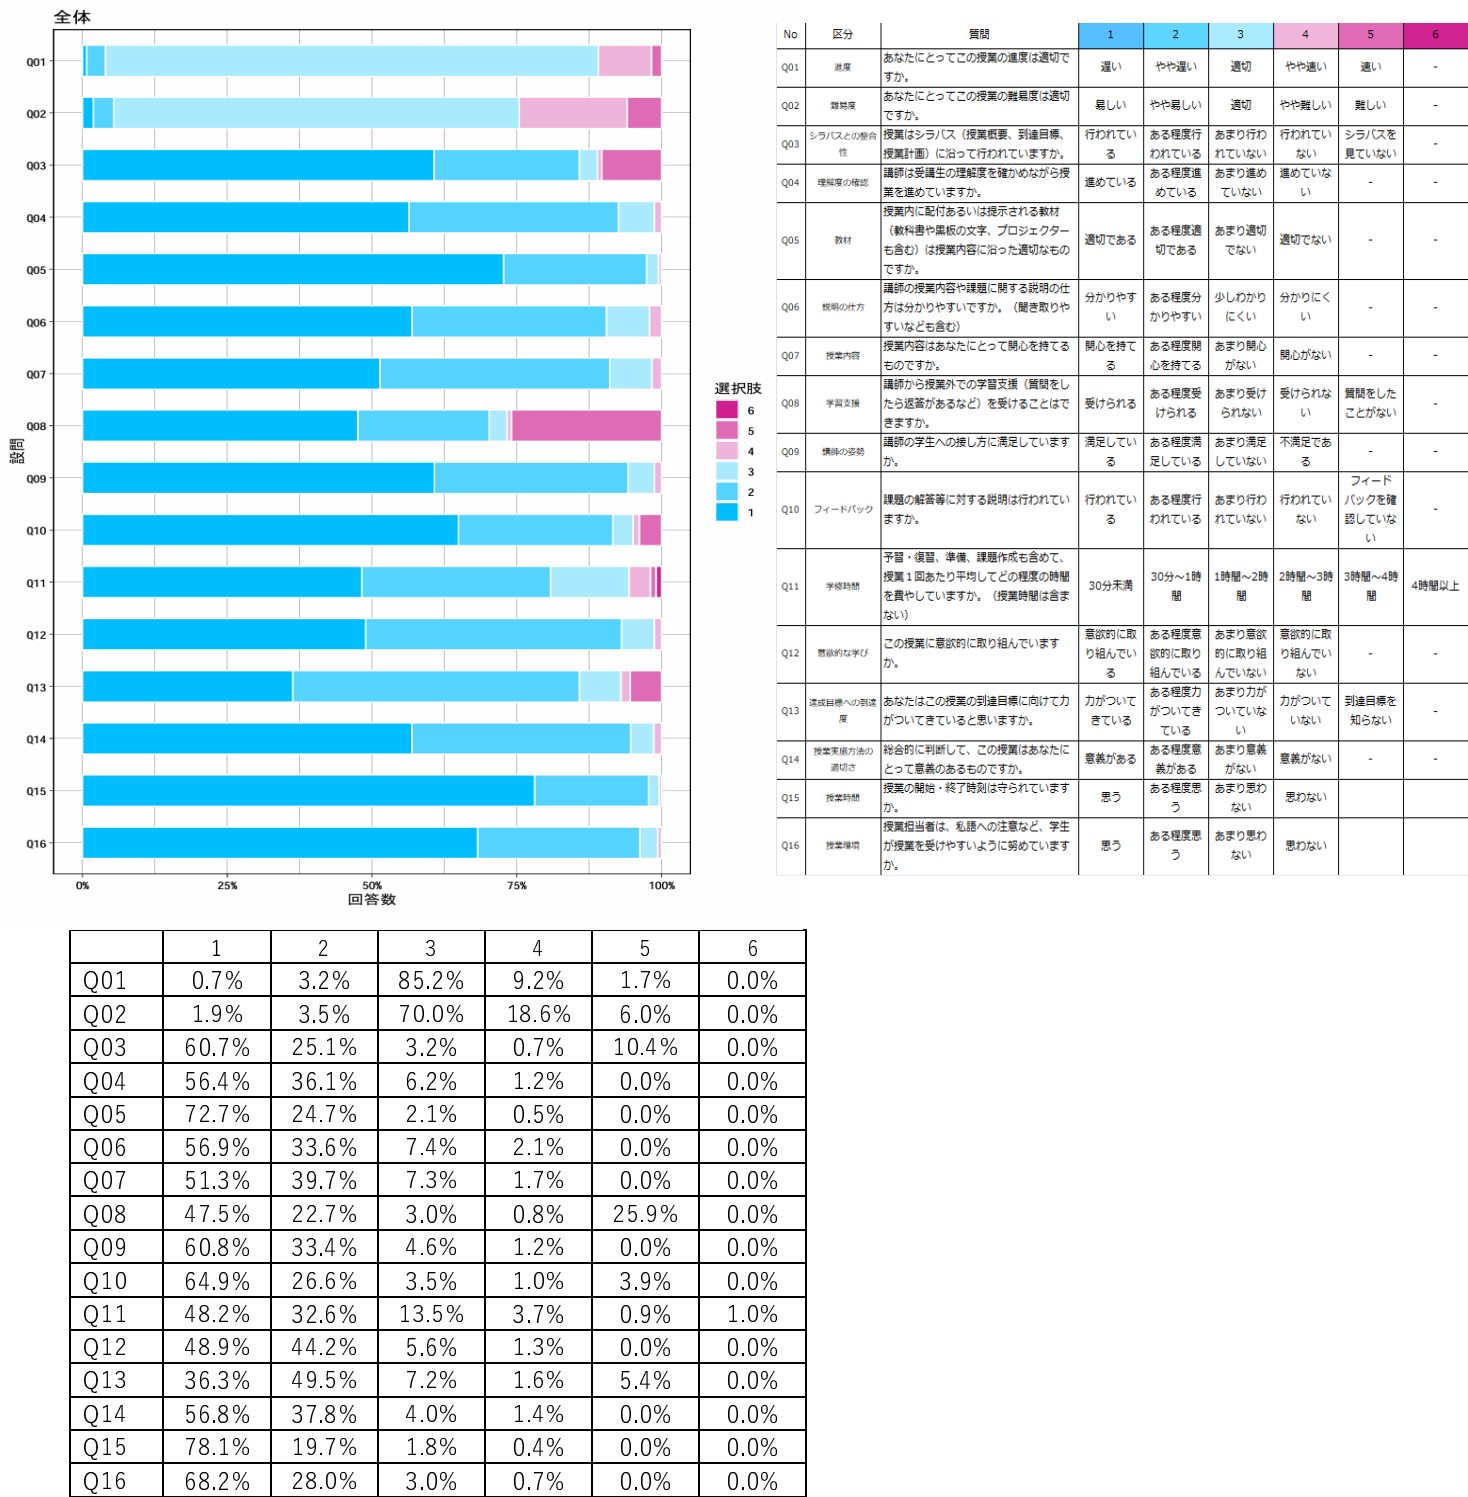 全体
Q01
Q02
Q03
Q04
Q05
Q06
Q07
Q08
Q09
Q10
Q11
Q12
Q13
Q14
Q15
Q16
設問
0%
25%
50%
75%
100%
回答数
選択肢
6
5
4
3
2
1
No 区分 質問 1 2 3 4 5 6
Q01 進度 あなたにとってこの授業の進度は適切で
すか。 遅い やや遅い 適切 やや速い 速い -
Q02 難易度 あなたにとってこの授業の難易度は適切
ですか。 易しい やや易しい 適切 やや難しい 難しい -
Q03 シラバスとの整合
性 授業はシラバス（授業概要、到達目標、
授業計画）に沿って行われていますか。 行われてい
る ある程度行
われている あまり行わ
れていない 行われてい
ない シラバスを
見ていない -
Q04 理解度の確認 講師は受講生の理解度を確かめながら授
業を進めていますか。 進めている ある程度進
めている あまり進め
ていない 進めていな
い - -
Q05 教材 授業内に配付あるいは提示される教材
（教科書や黒板の文字、プロジェクター
も含む）は授業内容に沿った適切なもの
ですか。 適切である ある程度適
切である あまり適切
でない 適切でない - -
Q06 説明の仕方 講師の授業内容や課題に関する説明の仕
方は分かりやすいですか。（聞き取りや
すいなども含む） 分かりやす
い ある程度分
かりやすい 少しわかり
にくい 分かりにく
い - -
Q07 授業内容 授業内容はあなたにとって関心を持てる
ものですか。 関心を持て
る ある程度関
心を持てる あまり関心
がない 関心がない - -
Q08 学習支援 講師から授業外での学習支援（質問をし
たら返答があるなど）を受けることはで
きますか。 受けられる ある程度受
けられる あまり受け
られない 受けられな
い 質問をした
ことがない -
Q09 講師の姿勢 講師の学生への接し方に満足しています
か。 満足してい
る ある程度満
足している あまり満足
していない 不満足であ
る - -
Q10 フィードバック 課題の解答等に対する説明は行われてい
ますか。 行われてい
る ある程度行
われている あまり行わ
れていない 行われてい
ない フィード
バックを確
認していな
い -
Q11 学修時間 予習・復習、準備、課題作成も含めて、
授業１回あたり平均してどの程度の時間
を費やしていますか。（授業時間は含ま
ない） 30分未満 30分～1時
間 1時間～2時
間 2時間～3時
間 3時間～4時
間 4時間以上
Q12 意欲的な学び この授業に意欲的に取り組んでいます
か。 意欲的に取
り組んでい
る ある程度意
欲的に取り
組んでいる あまり意欲
的に取り組
んでいない 意欲的に取
り組んでい
ない - -
Q13 達成目標への到達
度 あなたはこの授業の到達目標に向けて力
がついてきていると思いますか。 力がついて
きている ある程度力
がついてき
ている あまり力が
ついていな
い 力がついて
いない 到達目標を
知らない -
Q14 授業実施方法の
適切さ 総合的に判断して、この授業はあなたに
とって意義のあるものですか。 意義がある ある程度意
義がある あまり意義
がない 意義がない - -
Q15 授業時間 授業の開始・終了時刻は守られています
か。 思う ある程度思
う あまり思わ
ない 思わない
Q16 授業環境 授業担当者は、私語への注意など、学生
が授業を受けやすいように努めています
か。 思う ある程度思
う あまり思わ
ない 思わない
1 2 3 4 5 6
Q01 0.7% 3.2% 85.2% 9.2% 1.7% 0.0%
Q02 1.9% 3.5% 70.0% 18.6% 6.0% 0.0%
Q03 60.7% 25.1% 3.2% 0.7% 10.4% 0.0%
Q04 56.4% 36.1% 6.2% 1.2% 0.0% 0.0%
Q05 72.7% 24.7% 2.1% 0.5% 0.0% 0.0%
Q06 56.9% 33.6% 7.4% 2.1% 0.0% 0.0%
Q07 51.3% 39.7% 7.3% 1.7% 0.0% 0.0%
Q08 47.5% 22.7% 3.0% 0.8% 25.9% 0.0%
Q09 60.8% 33.4% 4.6% 1.2% 0.0% 0.0%
Q10 64.9% 26.6% 3.5% 1.0% 3.9% 0.0%
Q11 48.2% 32.6% 13.5% 3.7% 0.9% 1.0%
Q12 48.9% 44.2% 5.6% 1.3% 0.0% 0.0%
Q13 36.3% 49.5% 7.2% 1.6% 5.4% 0.0%
Q14 56.8% 37.8% 4.0% 1.4% 0.0% 0.0%
Q15 78.1% 19.7% 1.8% 0.4% 0.0% 0.0%
Q16 68.2% 28.0% 3.0% 0.7% 0.0% 0.0%